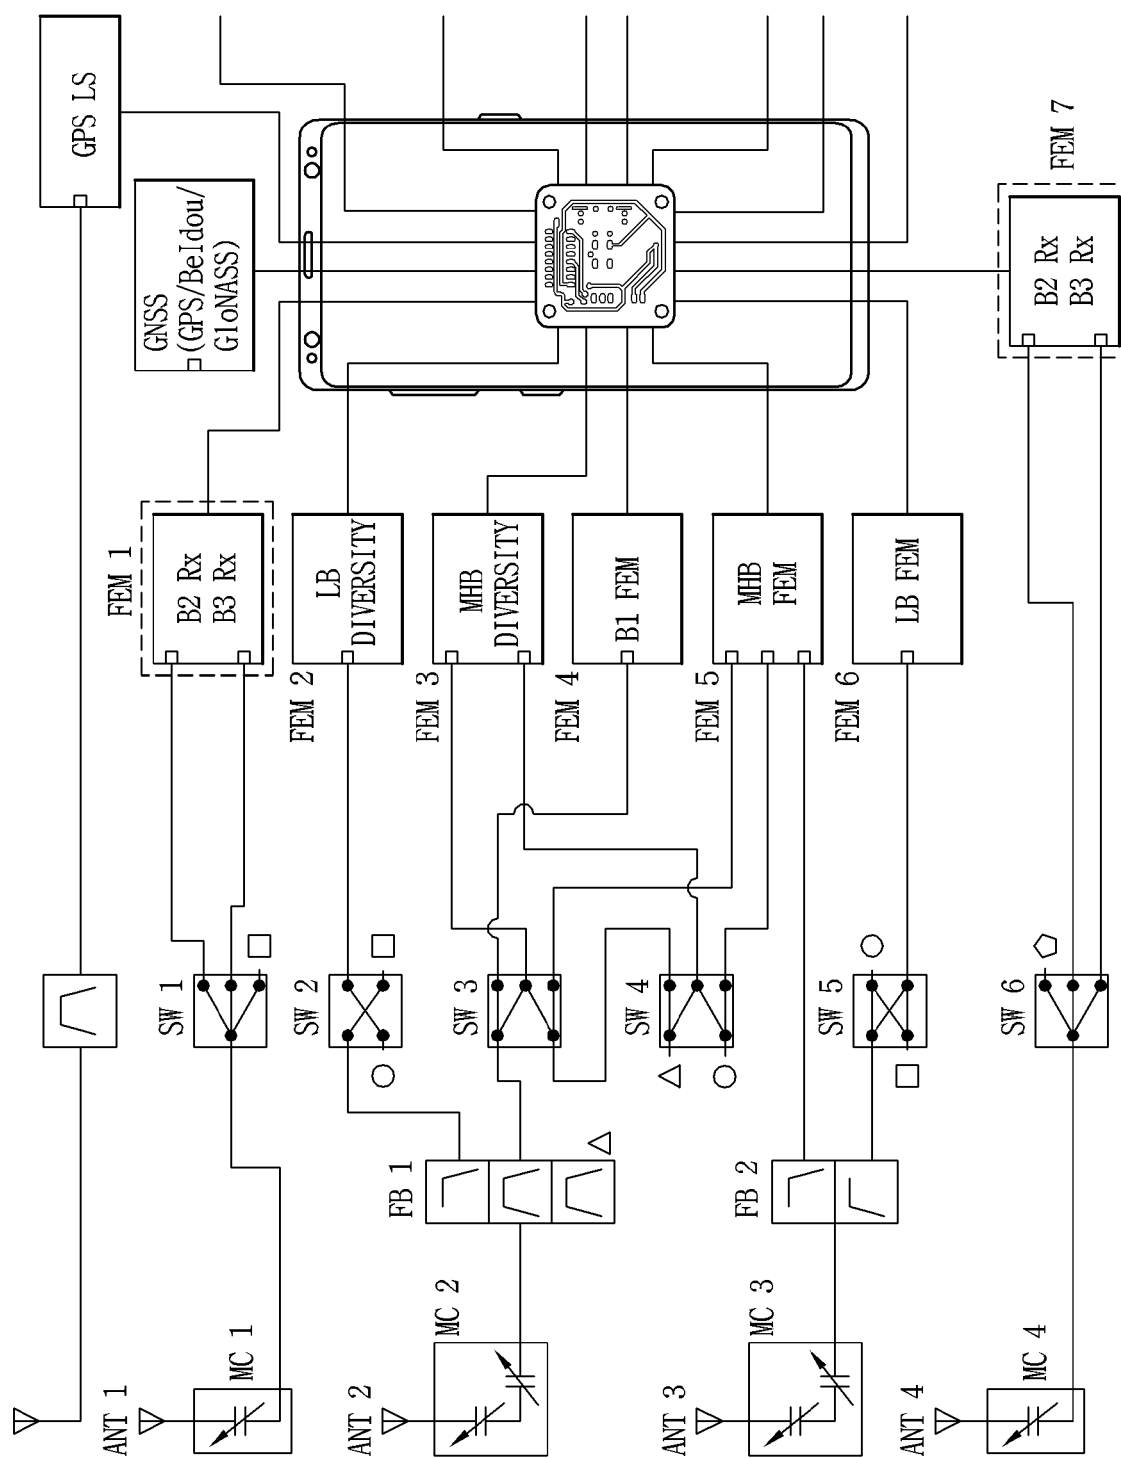 GPS LS
GNSS
(GPS/BeIdou/
GloNASS)
FEM 7
B2 Rx
B3 Rx
FEM 1
B2 Rx
B3 Rx
LB
DIVERSITY
MHB
DIVERSITY
B1 FEM
MHB
FEM
LB FEM
FEM 2
FEM 3
FEM 4
FEM 5
FEM 6
SW 1
SW 2
SW 3
SW 4
SW 5
SW 6
FB 1
FB 2
MC 1
MC 2
MC 3
MC 4
ANT 1
ANT 2
ANT 3
ANT 4